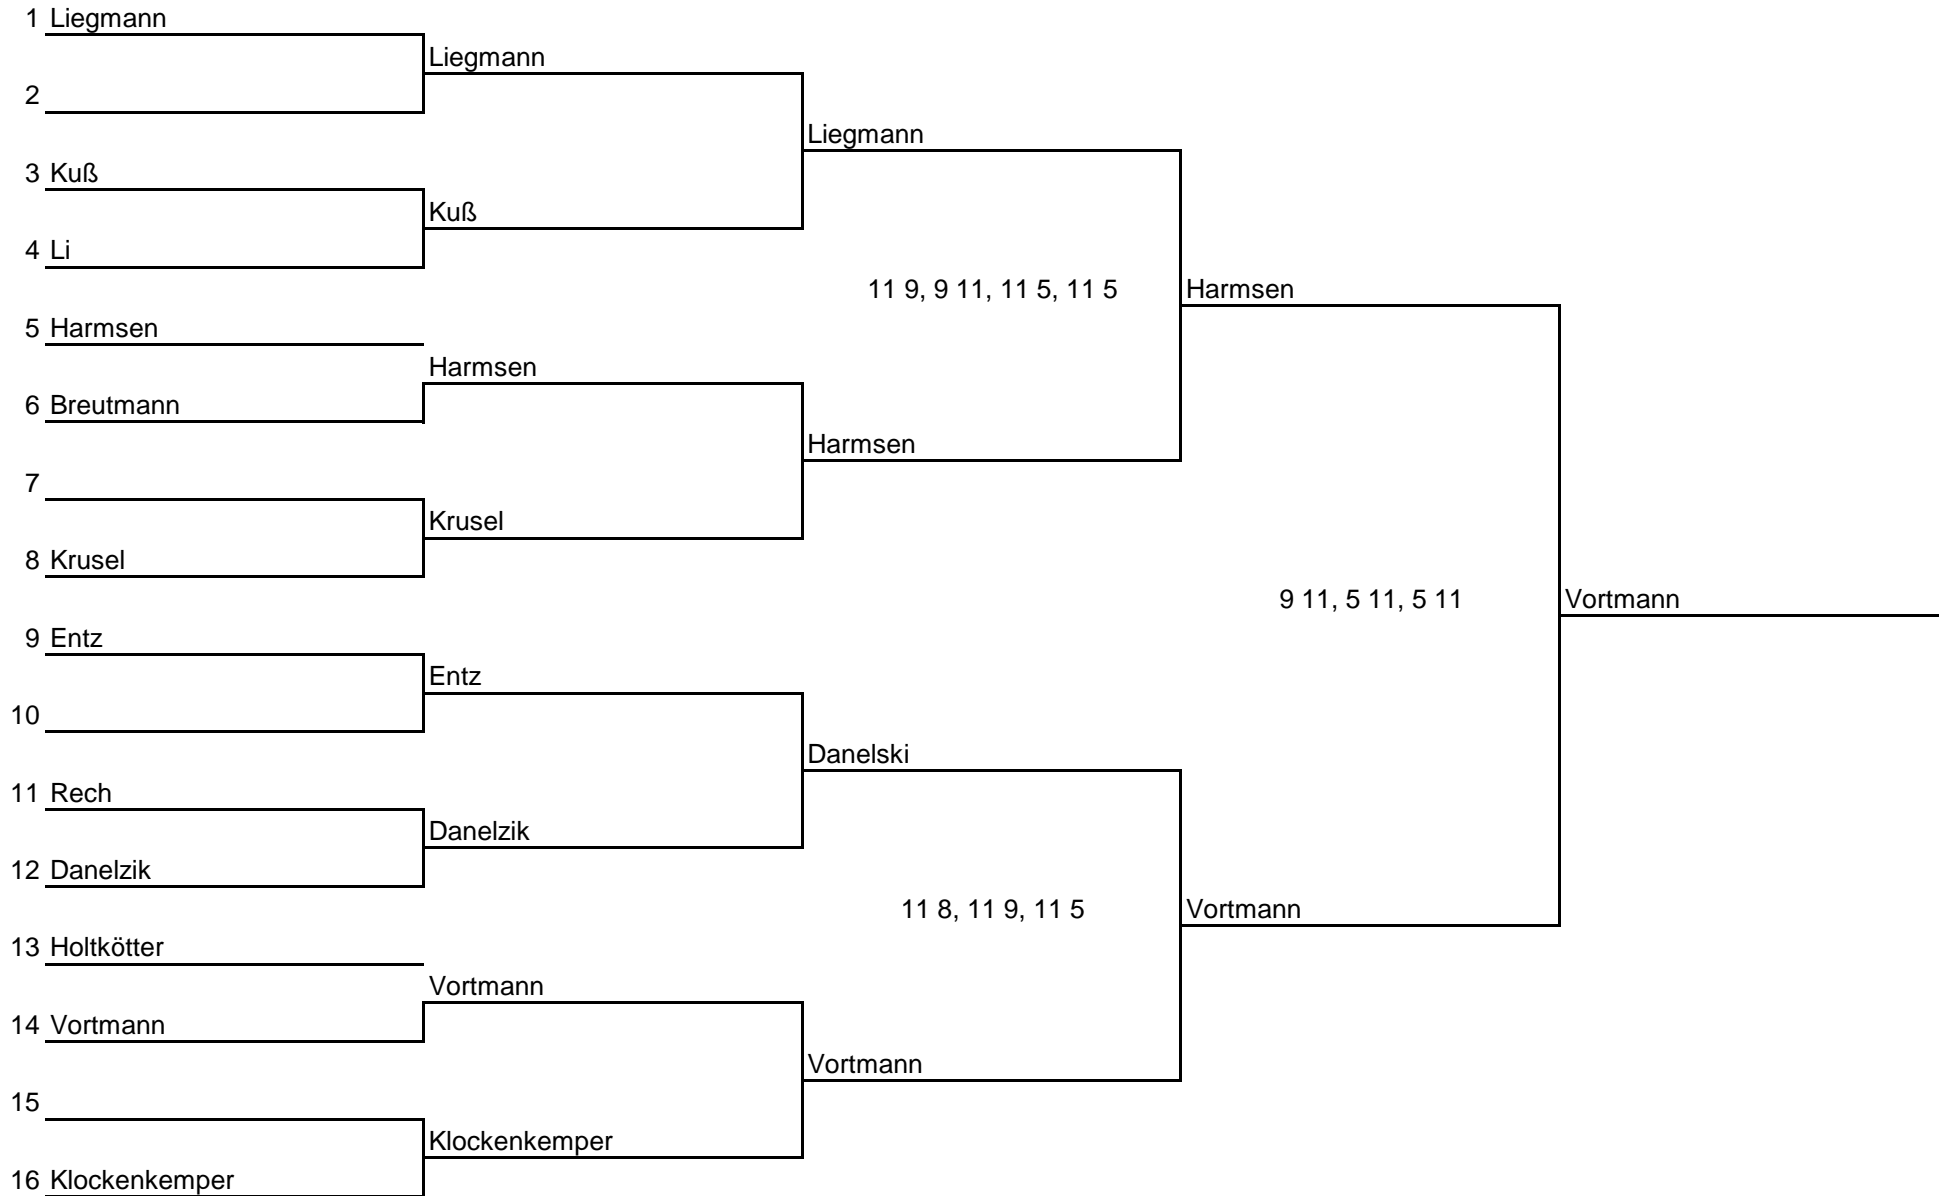 1 Liegmann
Liegmann
2
Liegmann
3 Kuß
Kuß
4 Li
11 9, 9 11, 11 5, 11 5
Harmsen
5 Harmsen
Harmsen
6 Breutmann
Harmsen
7
Krusel
8 Krusel
9 11, 5 11, 5 11
Vortmann
9 Entz
Entz
10
Danelski
11 Rech
Danelzik
12 Danelzik
11 8, 11 9, 11 5
Vortmann
13 Holtkötter
Vortmann
14 Vortmann
Vortmann
15
Klockenkemper
16 Klockenkemper